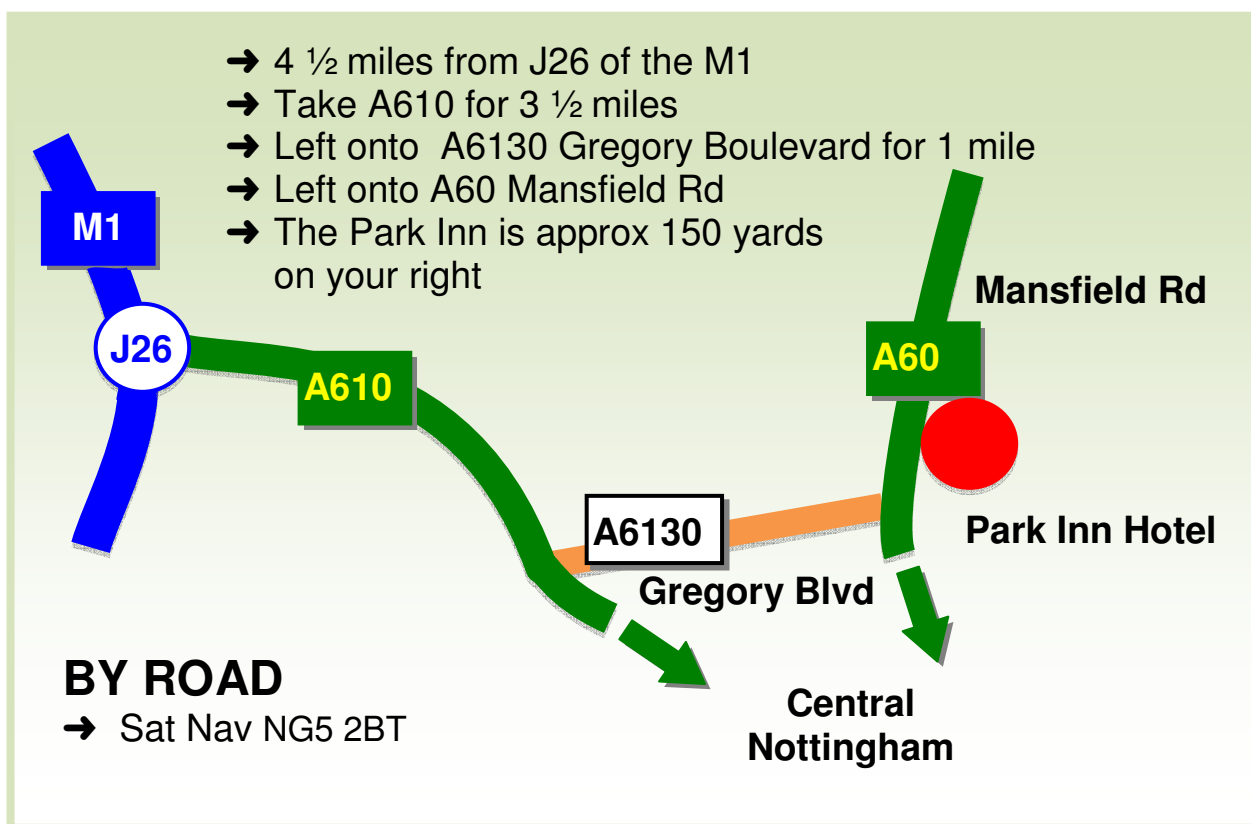 ➜ 4 ½ miles from J26 of the M1
➜ Take A610 for 3 ½ miles
➜ Left onto A6130 Gregory Boulevard for 1 mile
➜ Left onto A60 Mansfield Rd
➜ The Park Inn is approx 150 yards
on your right
M1
Mansfield Rd
J26
A60
A610
A6130
Park Inn Hotel
Gregory Blvd
BY ROAD
➜ Sat Nav NG5 2BT
Central
Nottingham